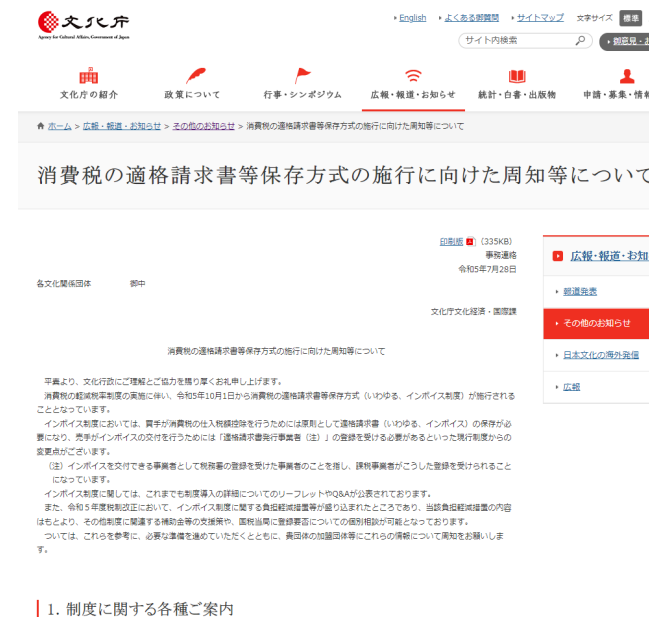 文化庁
Agency for Cultural Affairs, Government of Japan
English よくある御質問 サイトマップ 文字サイズ 標準
サイト内検索
御意見・お
文化庁の紹介 政策について 行事・シンポジウム 広報・報道・お知らせ 統計・白書・出版物 申請・募集・情報
ホーム > 広報・報道・お知らせ > その他のお知らせ > 消費税の適格請求書等保存方式の施行に向けた周知等について
消費税の適格請求書等保存方式の施行に向けた周知等について
印刷版 (335KB)
事務連絡
令和5年7月28日
各文化関係団体 御中
文化庁文化経済・国際課
消費税の適格請求書等保存方式の施行に向けた周知等について
平素より、文化行政にご理解とご協力を賜り厚くお礼申し上げます。
消費税の軽減税率制度の実施に伴い、令和5年10月1日から消費税の適格請求書等保存方式（いわゆる、インボイス制度）が施行される
こととなっています。
インボイス制度においては、買手が消費税の仕入税額控除を行うためには原則として適格請求書（いわゆる、インボイス）の保存が必
要になり、売手がインボイスの交付を行うためには「適格請求書発行事業者（注）」の登録を受ける必要があるといった現行制度からの
変更点がございます。
（注）インボイスを交付できる事業者として税務署の登録を受けた事業者のことを指し、課税事業者がこうした登録を受けられること
になっています。
インボイス制度に関しては、これまでも制度導入の詳細についてのリーフレットやQ&Aが公表されております。
また、令和５年度税制改正において、インボイス制度に関する負担軽減措置等が盛り込まれたところであり、当該負担軽減措置の内容
はもとより、その他制度に関連する補助金等の支援策や、国税当局に登録要否についての個別相談が可能となっております。
ついては、これらを参考に、必要な準備を進めていただくとともに、貴団体の加盟団体等にこれらの情報について周知をお願いしま
す。
1. 制度に関する各種ご案内
広報・報道・お知
報道発表
その他のお知らせ
日本文化の海外発信
広報